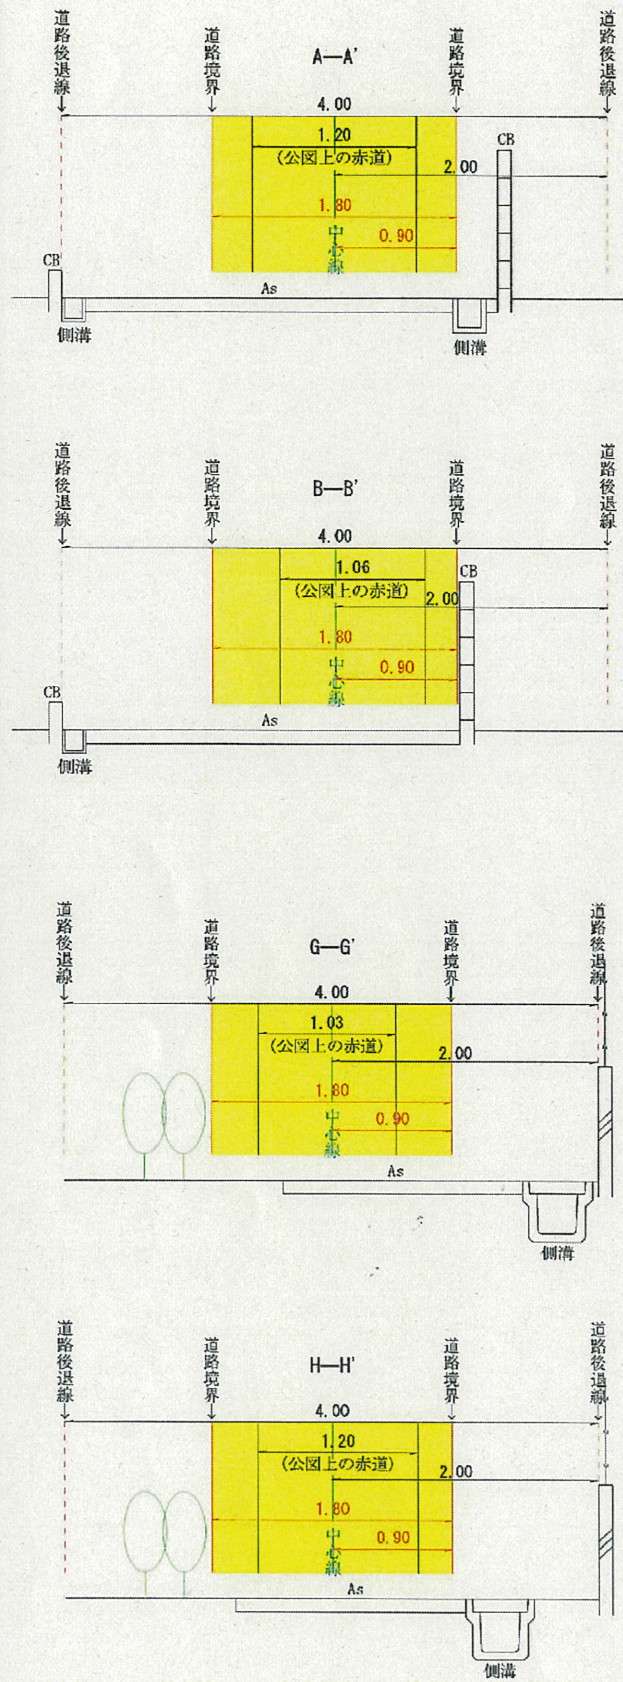 道路後退線
道路境界
A—A'
道路境界
道路後退線
4.00
1.20
(公図上の赤道)
CB
2.00
1.80
中心線
0.90
CB
As
側溝
側溝
道路後退線
道路境界
B—B'
道路境界
道路後退線
4.00
1.06
(公図上の赤道)
CB
2.00
1.80
中心線
0.90
CB
As
側溝
道路後退線
道路境界
G—G'
道路境界
道路後退線
4.00
1.03
(公図上の赤道)
2.00
1.80
中心線
0.90
As
側溝
道路後退線
道路境界
H—H'
道路境界
道路後退線
4.00
1.20
(公図上の赤道)
2.00
1.80
中心線
0.90
As
側溝